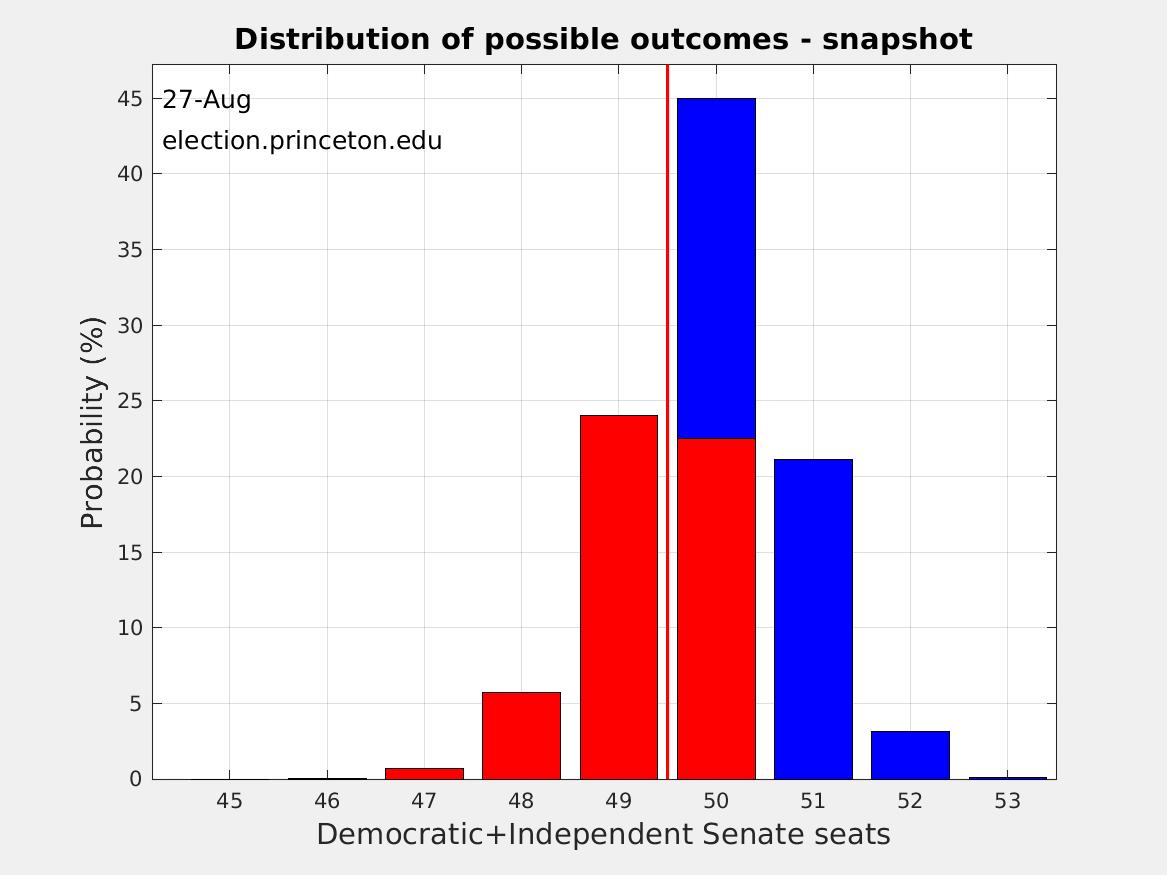 Distribution of possible outcomes - snapshot
27-Aug
election.princeton.edu
Probability (%)
45
40
35
30
25
20
15
10
5
0
45 46 47 48 49 50 51 52 53
Democratic+Independent Senate seats